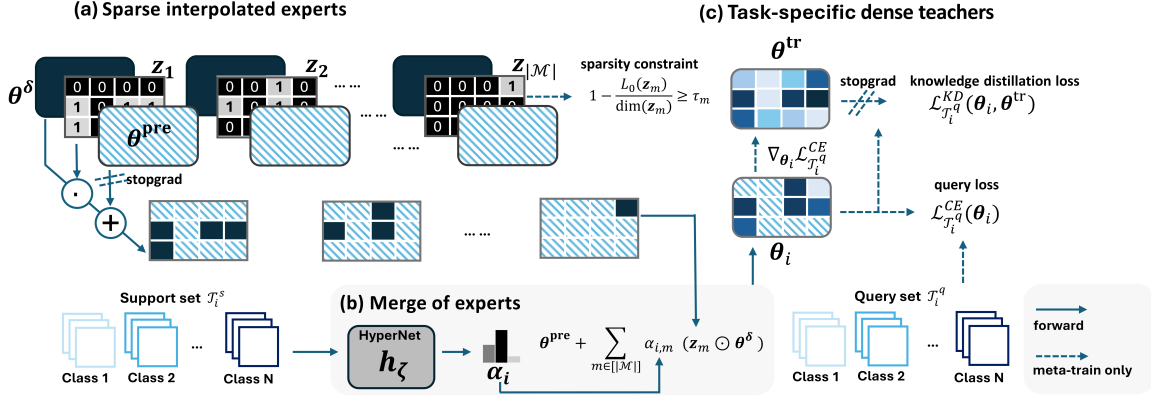 (a) Sparse interpolated experts
(c) Task-specific dense teachers
θ^δ
z_1
z_2
z_|ℳ|
0 0 0 0
1
1
0 0 1 0
1
0
0 0 0 1
0
0
θ^pre
...... 
......
......
......
sparsity constraint
1 − L_0(z_m) / dim(z_m) ≥ τ_m
θ^tr
stopgrad
knowledge distillation loss
ℒ^KD_{𝒯_i^q}(θ_i, θ^tr)
∇_{θ_i} ℒ^CE_{𝒯_i^q}
query loss
ℒ^CE_{𝒯_i^q}(θ_i)
θ_i
stopgrad
·
+
Support set 𝒯_i^s
Class 1
Class 2
...
Class N
(b) Merge of experts
HyperNet
h_ζ
α_i
θ^pre + ∑_{m∈[|ℳ|]} α_{i,m} (z_m ⊙ θ^δ)
Query set 𝒯_i^q
Class 1
Class 2
...
Class N
forward
meta-train only